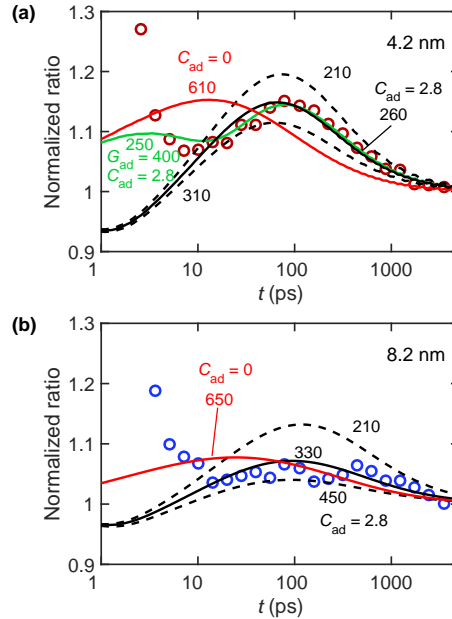 (a)
1.3
4.2 nm
C_ad = 0
610
210
C_ad = 2.8
260
1.2
Normalized ratio
1.1
250
G_ad = 400
C_ad = 2.8
310
1.0
0.9
1 10 100 1000
t (ps)
(b)
1.3
8.2 nm
C_ad = 0
650
210
1.2
Normalized ratio
1.1
330
450
C_ad = 2.8
1.0
0.9
1 10 100 1000
t (ps)